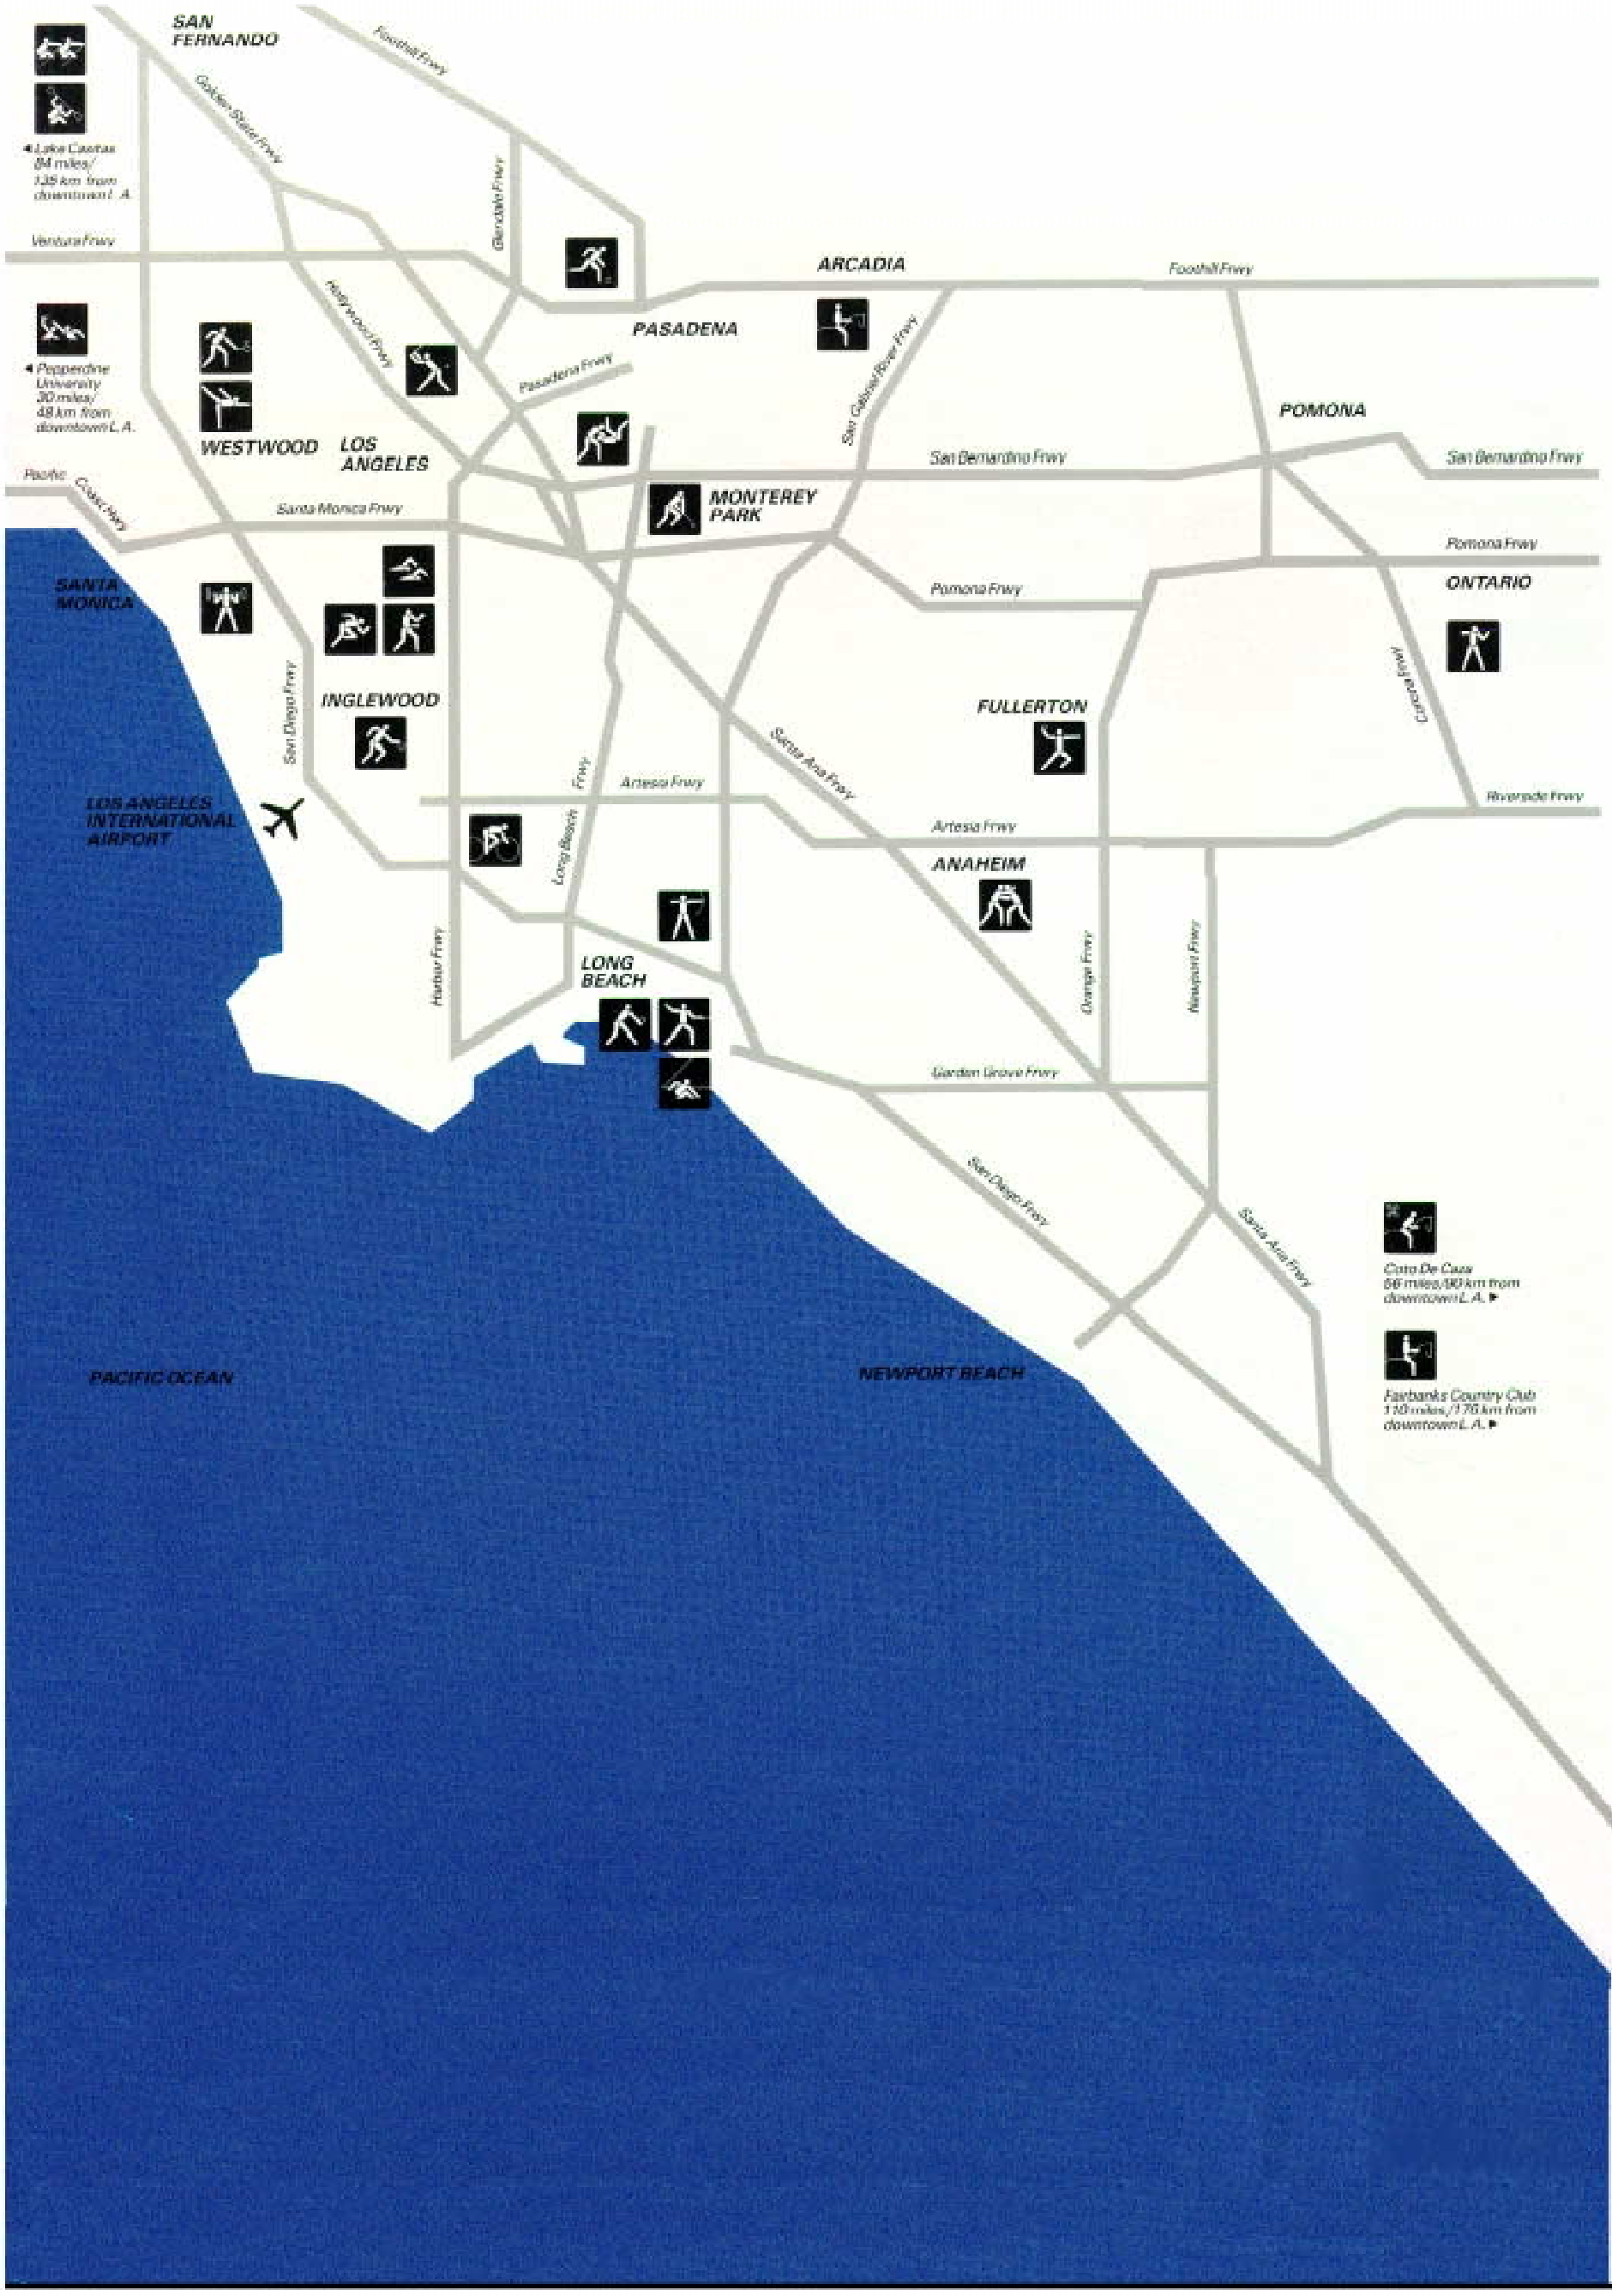 SAN
FERNANDO
Foothill Frwy
Golden State Frwy
◄ Lake Casitas
84 miles/
135 km from
downtown L.A.
Glendale Frwy
Ventura Frwy
ARCADIA
Foothill Frwy
Hollywood Frwy
PASADENA
San Gabriel River Frwy
◄ Pepperdine
University
30 miles/
48 km from
downtown L.A.
Pasadena Frwy
POMONA
WESTWOOD
LOS
ANGELES
San Bernardino Frwy
San Bernardino Frwy
Pacific Coast Hwy
Santa Monica Frwy
MONTEREY
PARK
Pomona Frwy
SANTA
MONICA
Pomona Frwy
ONTARIO
San Diego Frwy
INGLEWOOD
FULLERTON
Corona Frwy
Santa Ana Frwy
Artesia Frwy
Riverside Frwy
LOS ANGELES
INTERNATIONAL
AIRPORT
Long Beach Frwy
Artesia Frwy
ANAHEIM
Harbor Frwy
LONG
BEACH
Orange Frwy
Newport Frwy
Garden Grove Frwy
San Diego Frwy
Santa Ana Frwy
Coto De Caza
56 miles/90 km from
downtown L.A. ►
PACIFIC OCEAN
NEWPORT BEACH
Fairbanks Country Club
110 miles/176 km from
downtown L.A. ►